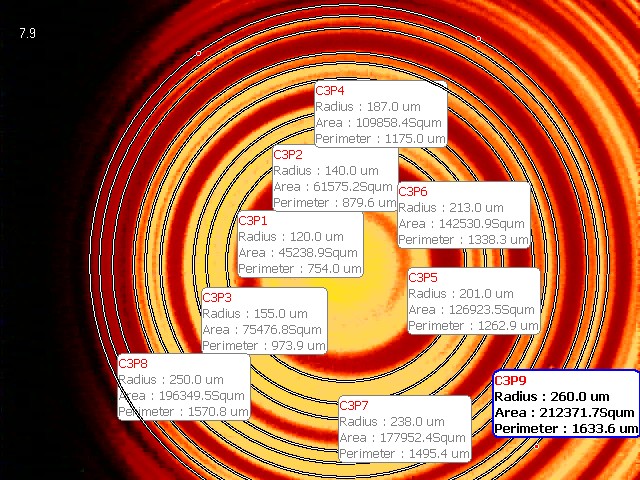 7.9
C3P4
Radius : 187.0 um
Area : 109858.4Squm
Perimeter : 1175.0 um
C3P2
Radius : 140.0 um
Area : 61575.2Squm
Perimeter : 879.6 um
C3P6
Radius : 213.0 um
Area : 142530.9Squm
Perimeter : 1338.3 um
C3P1
Radius : 120.0 um
Area : 45238.9Squm
Perimeter : 754.0 um
C3P5
Radius : 201.0 um
Area : 126923.5Squm
Perimeter : 1262.9 um
C3P3
Radius : 155.0 um
Area : 75476.8Squm
Perimeter : 973.9 um
C3P8
Radius : 250.0 um
Area : 196349.5Squm
Perimeter : 1570.8 um
C3P9
Radius : 260.0 um
Area : 212371.7Squm
Perimeter : 1633.6 um
C3P7
Radius : 238.0 um
Area : 177952.4Squm
Perimeter : 1495.4 um